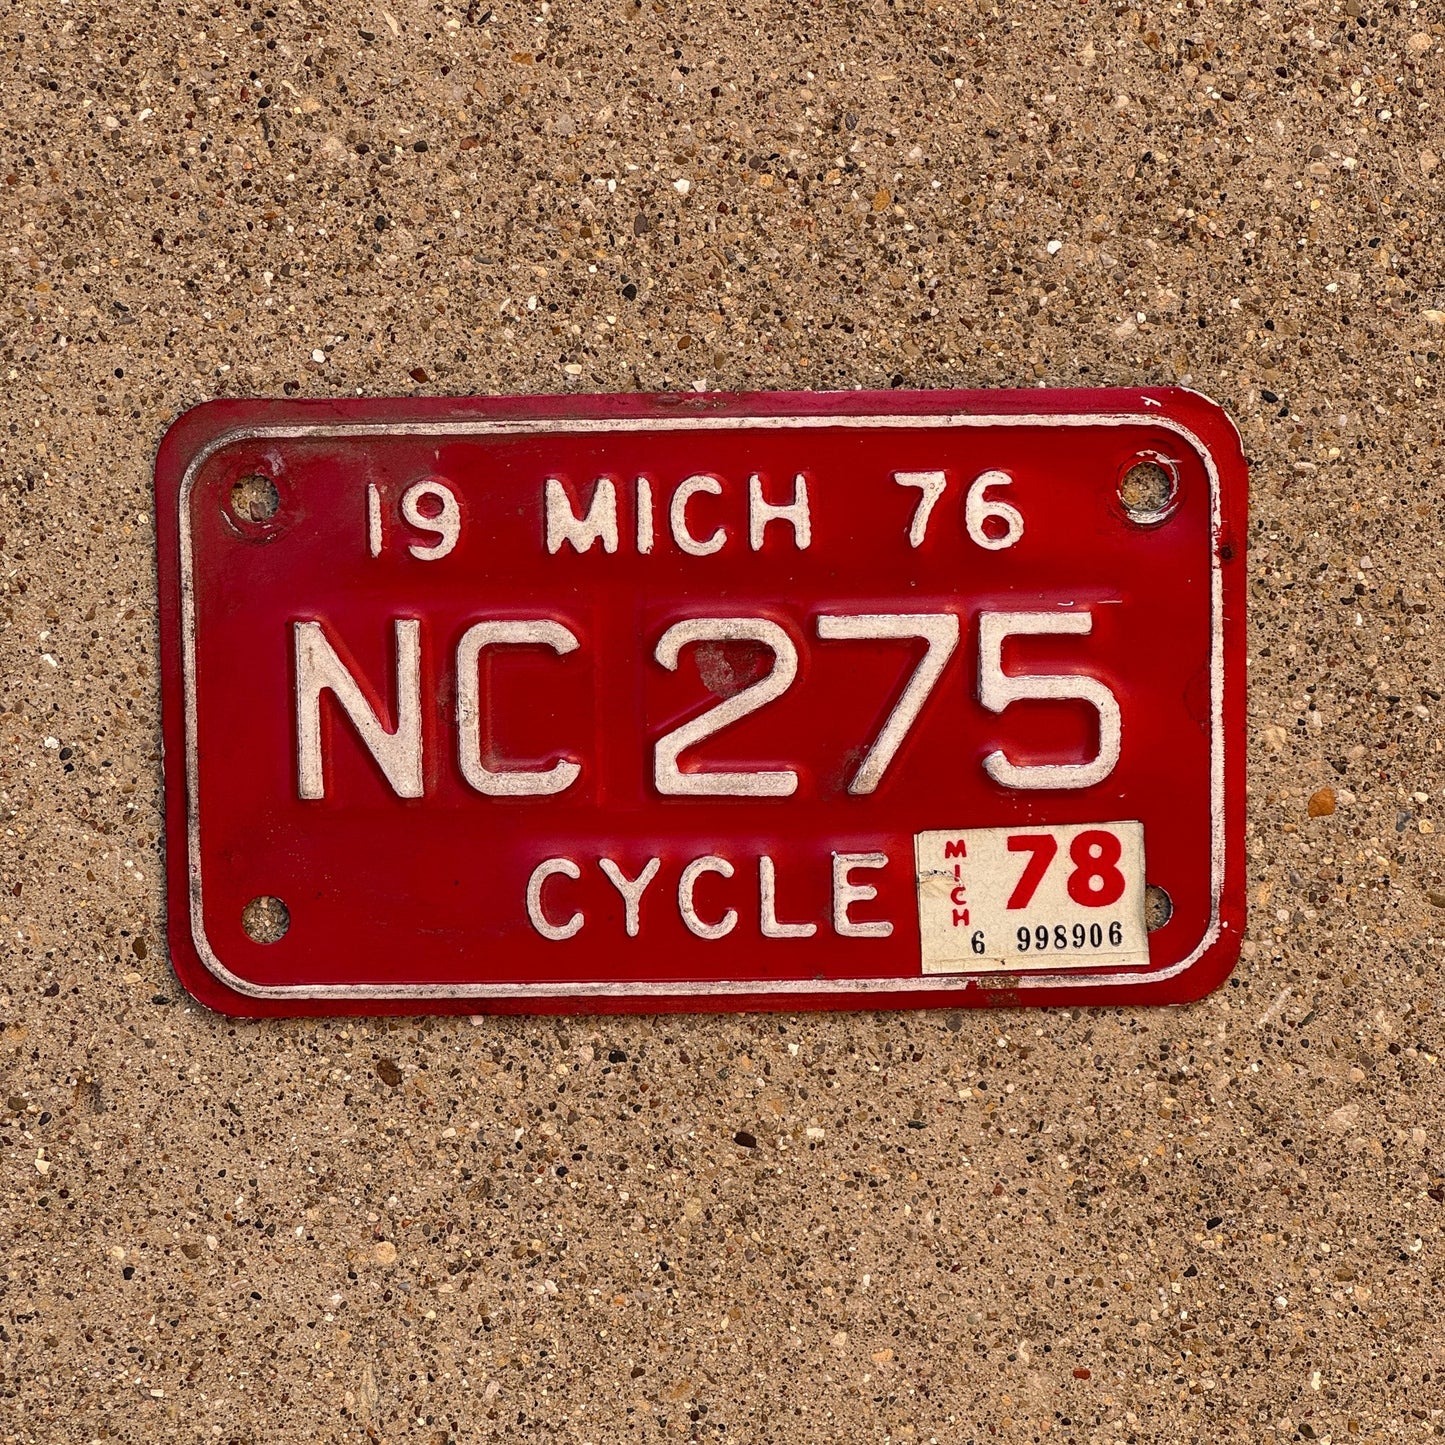 19 MICH 76
NC 275
CYCLE
MICH 78
6 998906